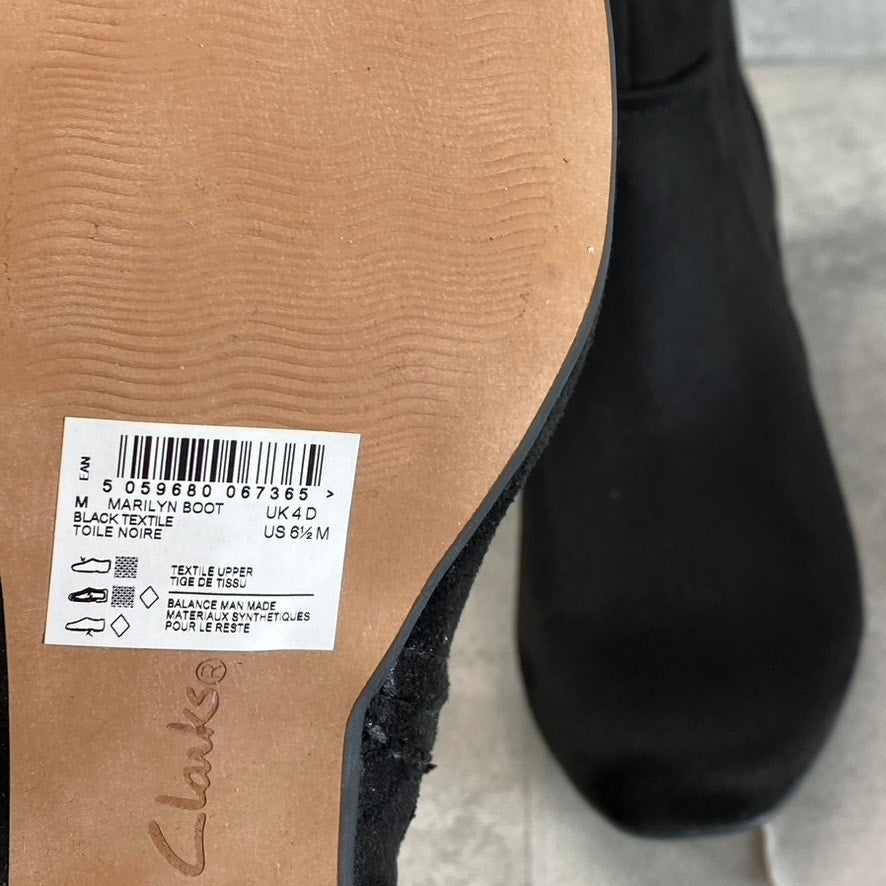 EAN
5 059680 067365 >
M MARILYN BOOT UK 4 D
BLACK TEXTILE
TOILE NOIRE US 6½ M
TEXTILE UPPER
TIGE DE TISSU
BALANCE MAN MADE
MATERIAUX SYNTHETIQUES
POUR LE RESTE
Clarks®